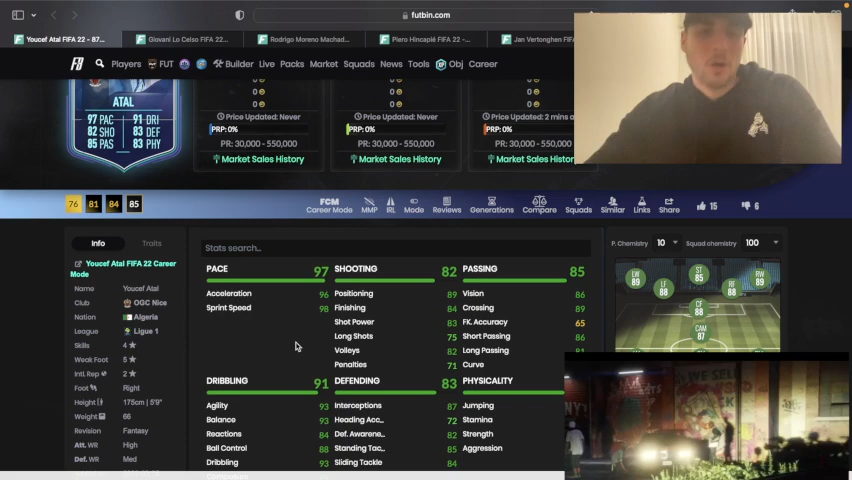 futbin.com
Youcef Atal FIFA 22 - 87...
Giovani Lo Celso FIFA 22...
Rodrigo Moreno Machad...
Piero Hincapié FIFA 22 -...
Jan Vertonghen FIFA
Players FUT Builder Live Packs Market Squads News Tools Obj Career
ATAL
97 PAC 91 DRI
82 SHO 83 DEF
85 PAS 83 PHY
0 0 0
0 0 0
Price Updated: Never Price Updated: Never Price Updated: 2 mins a
PRP: 0% PRP: 0% PRP: 0%
PR: 30,000 - 550,000 PR: 30,000 - 550,000 PR: 30,000 - 550,000
Market Sales History Market Sales History Market Sales History
76 81 84 85
FCM
Career Mode MMP IRL Mode Reviews Generations Compare Squads Similar Links Share
15 6
Info Traits
Stats search...
P. Chemistry 10 Squad chemistry: 100
Youcef Atal FIFA 22 Career
Mode
Name Youcef Atal
Club OGC Nice
Nation Algeria
League Ligue 1
Skills 4
Weak Foot 5
Intl. Rep 2
Foot Right
Height 175cm | 5'9"
Weight 66
Revision Fantasy
Att. WR High
Def. WR Med
PACE 97
Acceleration 96
Sprint Speed 98
SHOOTING 82
Positioning 89
Finishing 84
Shot Power 83
Long Shots 75
Volleys 82
Penalties 71
PASSING 85
Vision 86
Crossing 89
FK. Accuracy 65
Short Passing 86
Long Passing
Curve
DRIBBLING 91
Agility 93
Balance 93
Reactions 84
Ball Control 88
Dribbling 93
DEFENDING 83
Interceptions 87
Heading Acc... 72
Def. Awarene... 82
Standing Tac... 85
Sliding Tackle 84
PHYSICALITY
Jumping
Stamina
Strength
Aggression
LW 89
ST 85
RW 89
LF 88
RF 88
CF 88
CAM 87
WE SELL